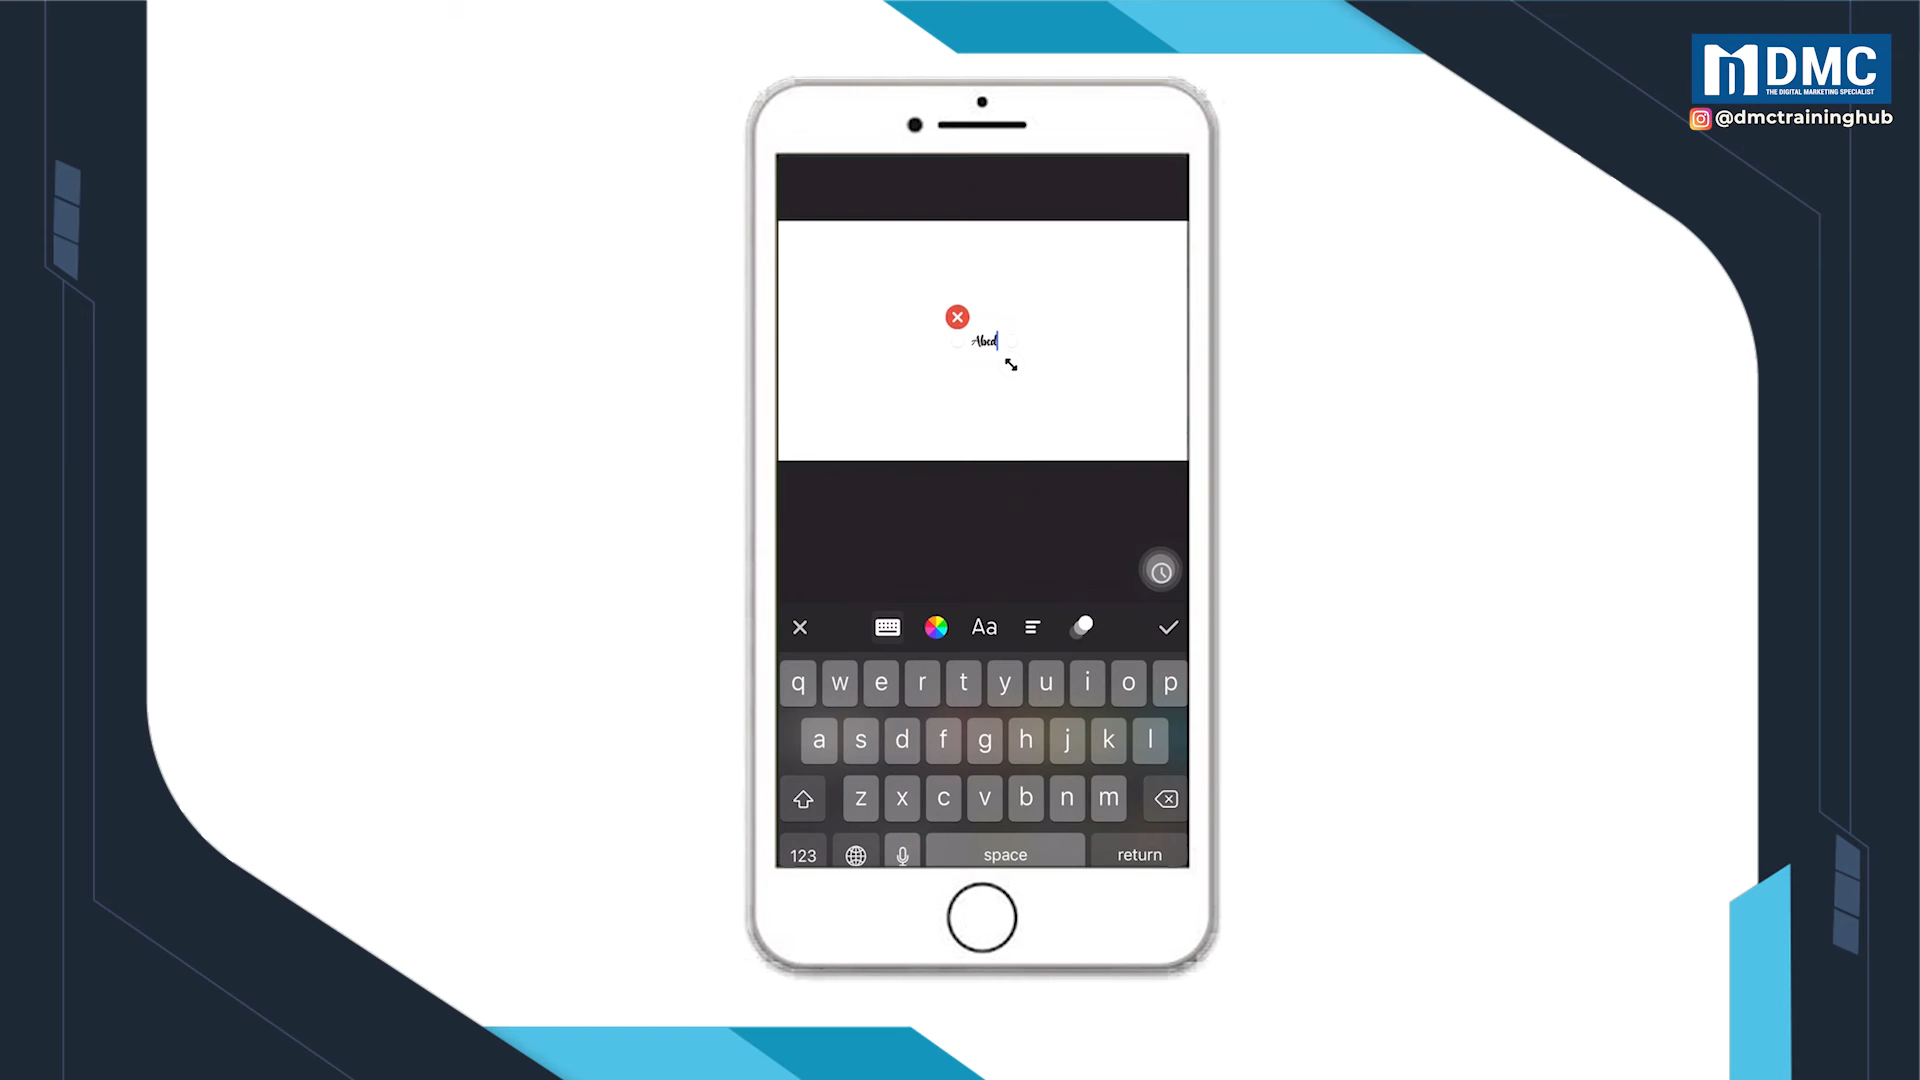 DMC
THE DIGITAL MARKETING SPECIALIST
@dmctraininghub
Abcd
Aa
q w e r t y u i o p
a s d f g h j k l
z x c v b n m
123 space return